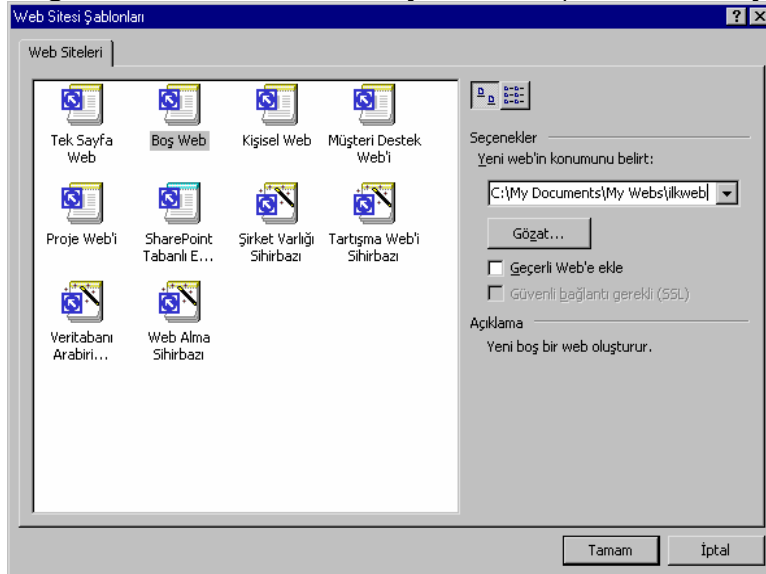 Web Sitesi Şablonları
Web Siteleri
Tek Sayfa Web
Boş Web
Kişisel Web
Müşteri Destek Web'i
Proje Web'i
SharePoint Tabanlı E...
Şirket Varlığı Sihirbazı
Tartışma Web'i Sihirbazı
Veritabanı Arabiri...
Web Alma Sihirbazı
Seçenekler
Yeni web'in konumunu belirt:
C:\My Documents\My Webs\ilkweb
Gözat...
Geçerli Web'e ekle
Güvenli bağlantı gerekli (SSL)
Açıklama
Yeni boş bir web oluşturur.
Tamam
İptal